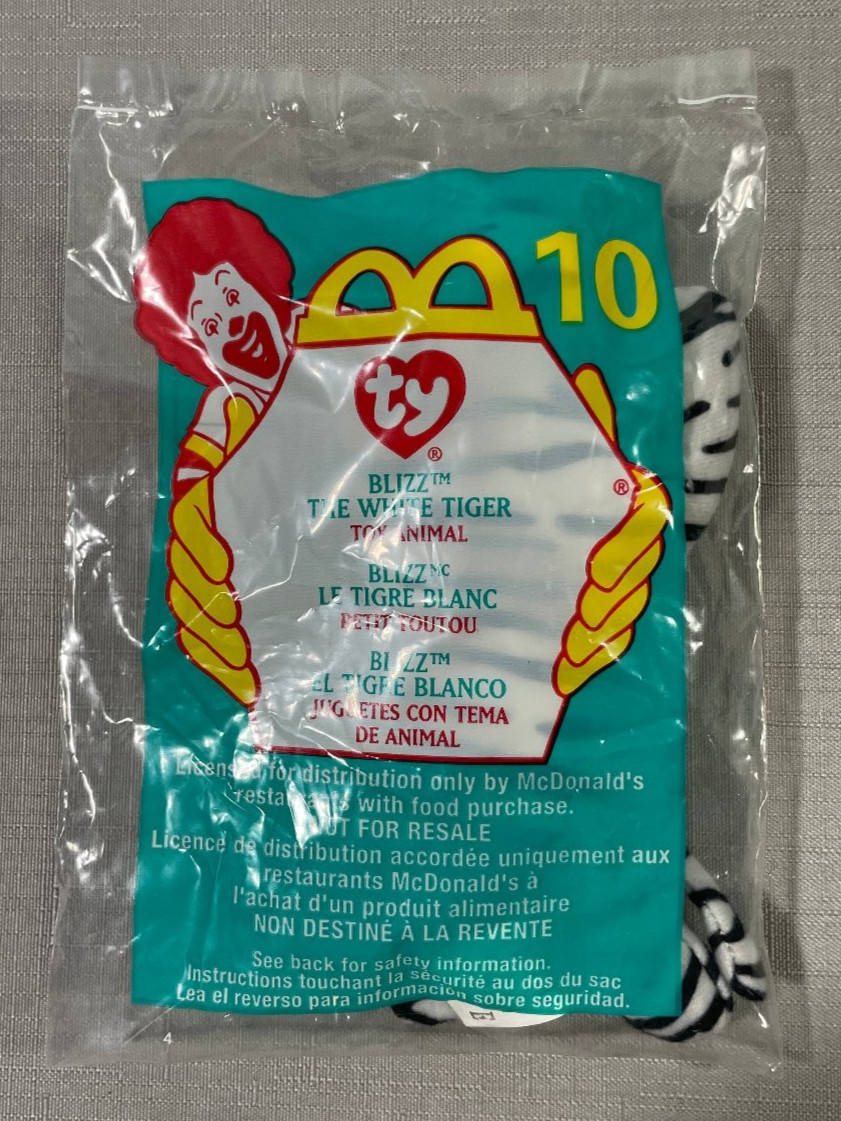 10
ty
®
BLIZZ™
THE WHITE TIGER
®
TOY ANIMAL
BLIZZᴹᶜ
LE TIGRE BLANC
PETIT TOUTOU
BLIZZ™
EL TIGRE BLANCO
JUGUETES CON TEMA
DE ANIMAL
Licensed for distribution only by McDonald's
restaurants with food purchase.
NOT FOR RESALE
Licence de distribution accordée uniquement aux
restaurants McDonald's à
l'achat d'un produit alimentaire
NON DESTINÉ À LA REVENTE
See back for safety information.
Instructions touchant la sécurité au dos du sac
Lea el reverso para información sobre seguridad.
4